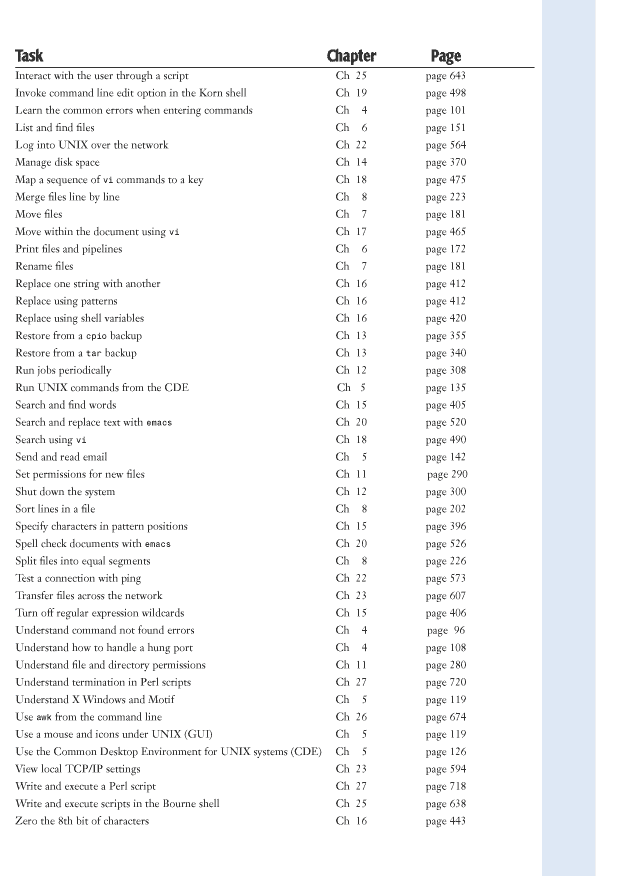 Task Chapter Page
Interact with the user through a script Ch 25 page 643
Invoke command line edit option in the Korn shell Ch 19 page 498
Learn the common errors when entering commands Ch 4 page 101
List and find files Ch 6 page 151
Log into UNIX over the network Ch 22 page 564
Manage disk space Ch 14 page 370
Map a sequence of vi commands to a key Ch 18 page 475
Merge files line by line Ch 8 page 223
Move files Ch 7 page 181
Move within the document using vi Ch 17 page 465
Print files and pipelines Ch 6 page 172
Rename files Ch 7 page 181
Replace one string with another Ch 16 page 412
Replace using patterns Ch 16 page 412
Replace using shell variables Ch 16 page 420
Restore from a cpio backup Ch 13 page 355
Restore from a tar backup Ch 13 page 340
Run jobs periodically Ch 12 page 308
Run UNIX commands from the CDE Ch 5 page 135
Search and find words Ch 15 page 405
Search and replace text with emacs Ch 20 page 520
Search using vi Ch 18 page 490
Send and read email Ch 5 page 142
Set permissions for new files Ch 11 page 290
Shut down the system Ch 12 page 300
Sort lines in a file Ch 8 page 202
Specify characters in pattern positions Ch 15 page 396
Spell check documents with emacs Ch 20 page 526
Split files into equal segments Ch 8 page 226
Test a connection with ping Ch 22 page 573
Transfer files across the network Ch 23 page 607
Turn off regular expression wildcards Ch 15 page 406
Understand command not found errors Ch 4 page 96
Understand how to handle a hung port Ch 4 page 108
Understand file and directory permissions Ch 11 page 280
Understand termination in Perl scripts Ch 27 page 720
Understand X Windows and Motif Ch 5 page 119
Use awk from the command line Ch 26 page 674
Use a mouse and icons under UNIX (GUI) Ch 5 page 119
Use the Common Desktop Environment for UNIX systems (CDE) Ch 5 page 126
View local TCP/IP settings Ch 23 page 594
Write and execute a Perl script Ch 27 page 718
Write and execute scripts in the Bourne shell Ch 25 page 638
Zero the 8th bit of characters Ch 16 page 443